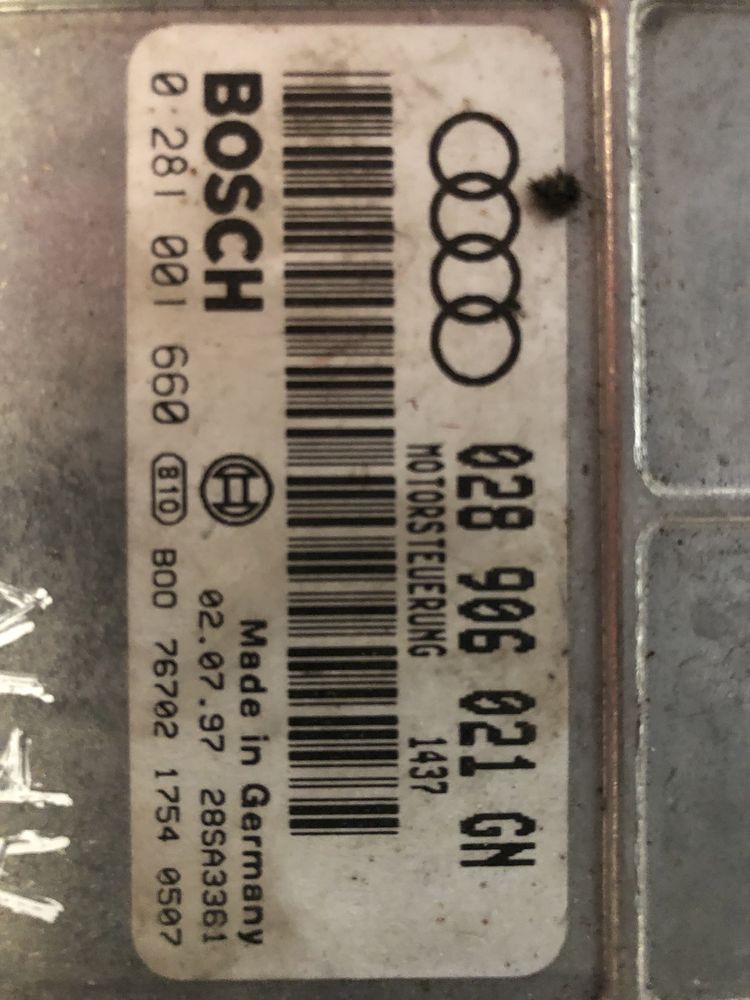 028 906 021 GN
MOTORSTEUERUNG 1437
BOSCH
Made in Germany
02.07.97 28SA3361
0 281 001 660 810 B00 76702 1754 0507